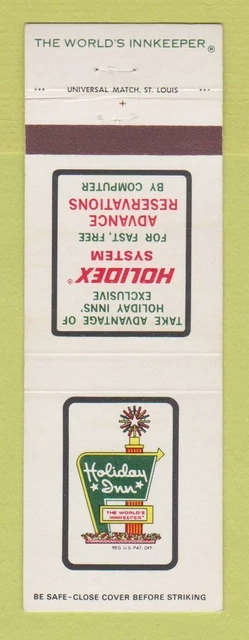 THE WORLD'S INNKEEPER®
••• UNIVERSAL MATCH, ST. LOUIS •••
TAKE ADVANTAGE OF
HOLIDAY INNS'
EXCLUSIVE
HOLIDEX®
SYSTEM
FOR FAST, FREE
ADVANCE
RESERVATIONS
BY COMPUTER
Holiday
Inn®
THE WORLD'S
INNKEEPER®
REG. U.S. PAT. OFF.
BE SAFE-CLOSE COVER BEFORE STRIKING